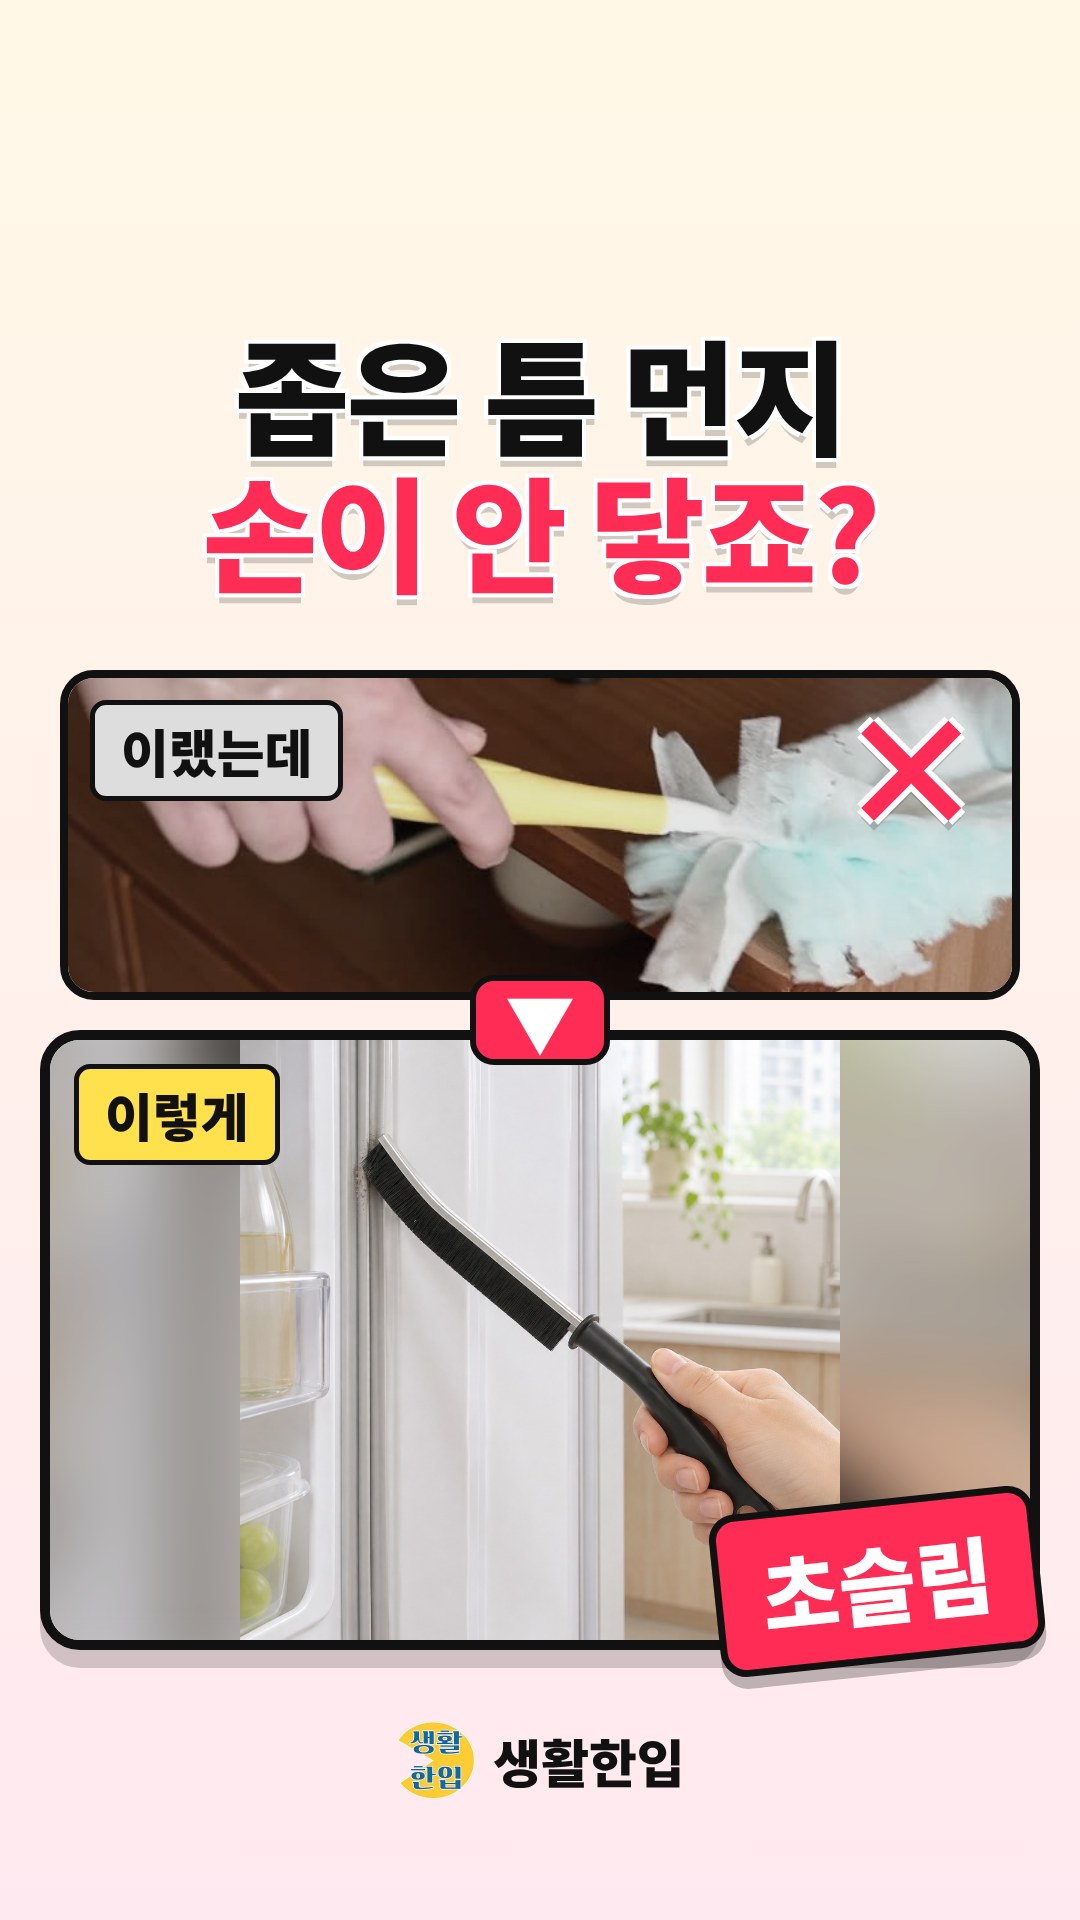 좁은 틈 먼지
손이 안 닿죠?
이랬는데
이렇게
초슬림
생활
한입
생활한입